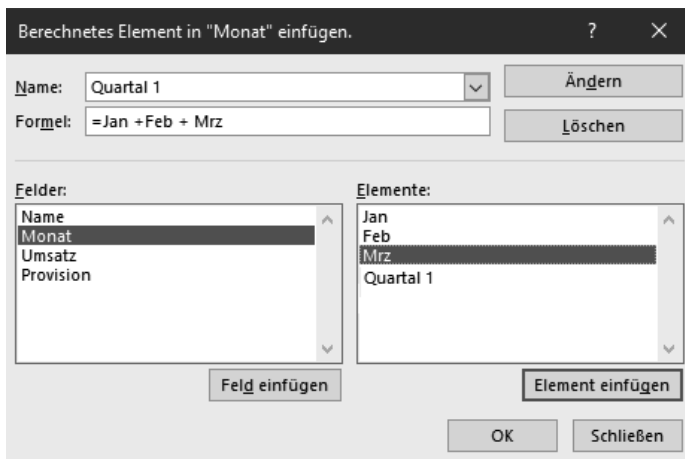 Berechnetes Element in "Monat" einfügen.
?
Name:
Quartal 1
Ändern
Formel:
=Jan +Feb + Mrz
Löschen
Felder:
Name
Monat
Umsatz
Provision
Feld einfügen
Elemente:
Jan
Feb
Mrz
Quartal 1
Element einfügen
OK
Schließen